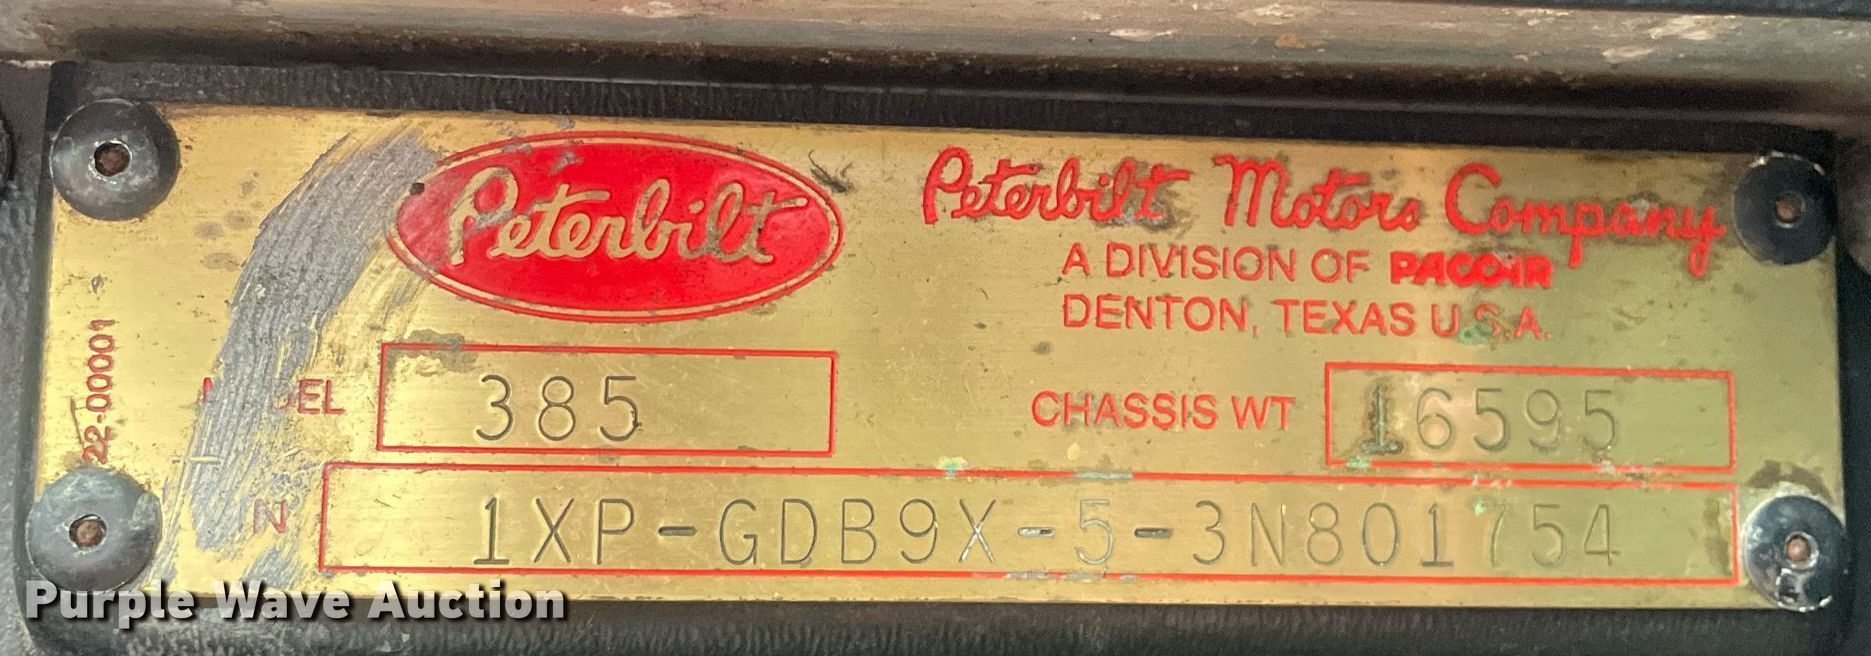 Peterbilt
Peterbilt Motors Company
A DIVISION OF PACCAR
DENTON, TEXAS U.S.A.
22-00001
385
CHASSIS WT 16595
1XP-GDB9X-5-3N801754
Purple Wave Auction